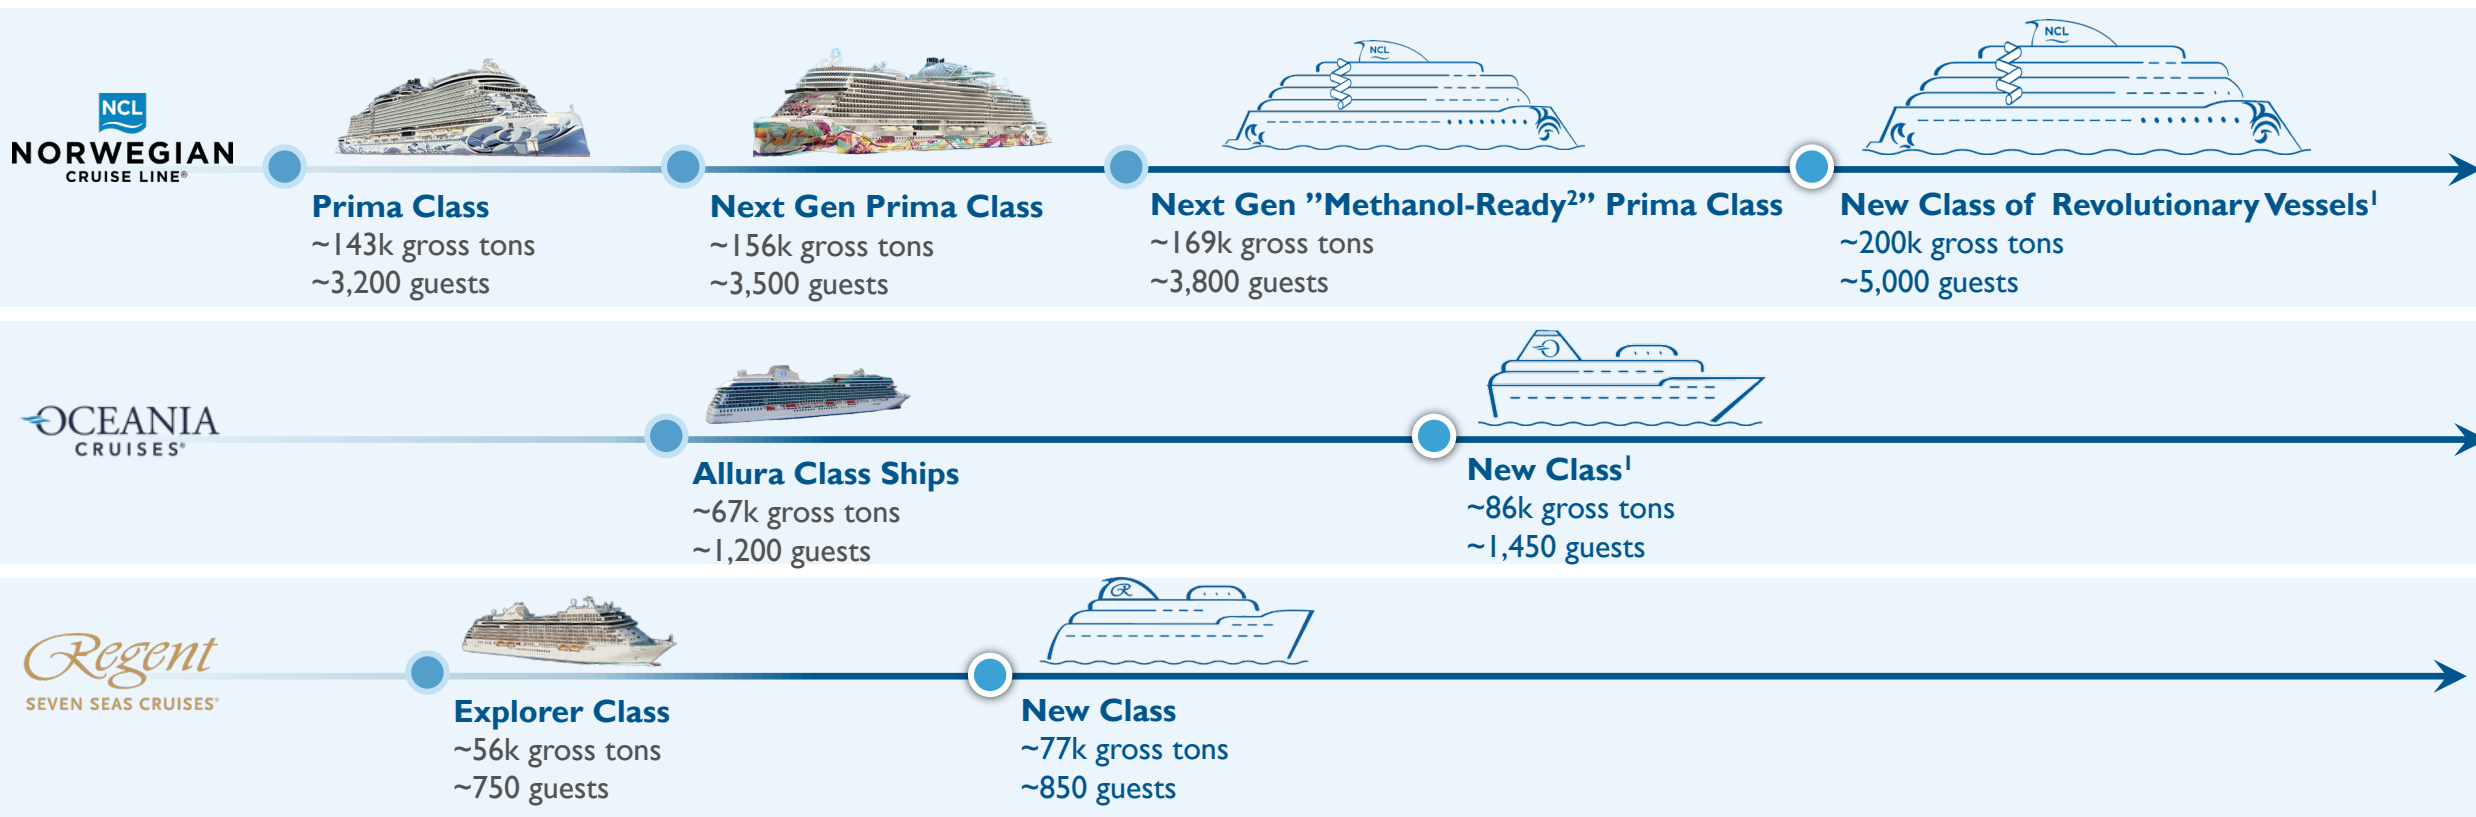 NCL
NORWEGIAN
CRUISE LINE®
NCL
NCL
Prima Class
~143k gross tons
~3,200 guests
Next Gen Prima Class
~156k gross tons
~3,500 guests
Next Gen ”Methanol-Ready²” Prima Class
~169k gross tons
~3,800 guests
New Class of Revolutionary Vessels¹
~200k gross tons
~5,000 guests
OCEANIA
CRUISES®
Allura Class Ships
~67k gross tons
~1,200 guests
New Class¹
~86k gross tons
~1,450 guests
Regent
SEVEN SEAS CRUISES®
R
Explorer Class
~56k gross tons
~750 guests
New Class
~77k gross tons
~850 guests